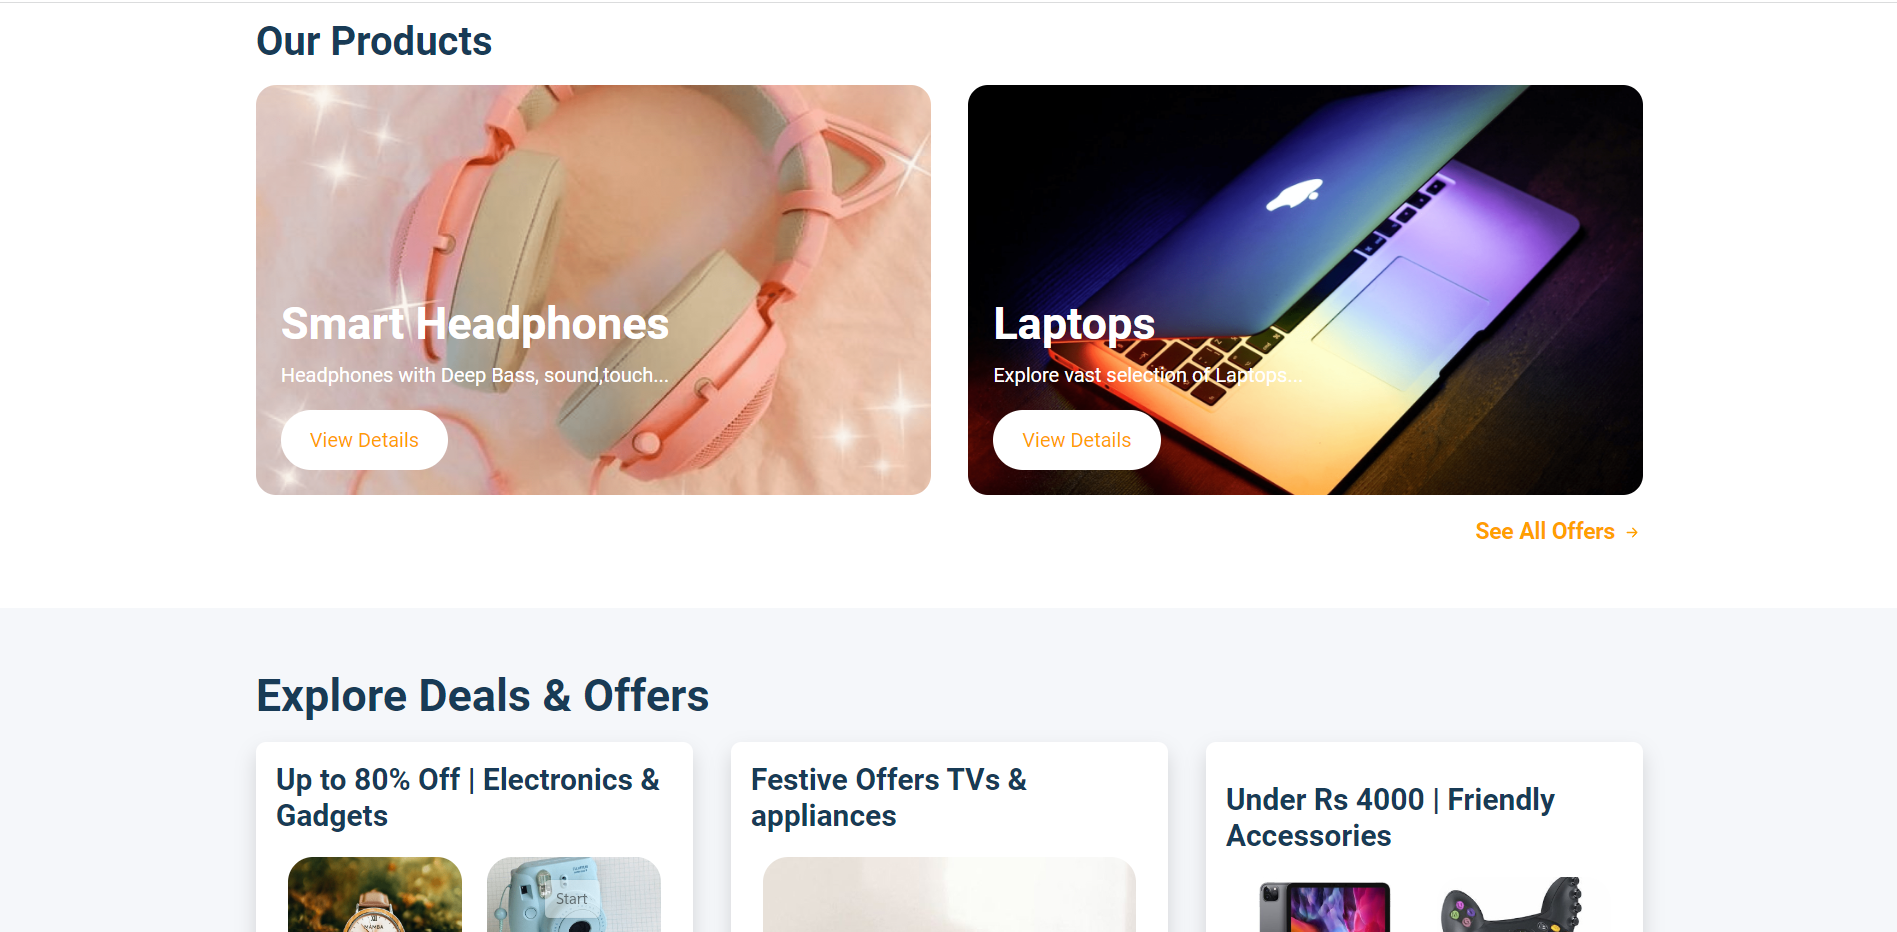 Our Products
Smart Headphones
Headphones with Deep Bass, sound,touch...
View Details
Laptops
Explore vast selection of Laptops...
View Details
See All Offers →
Explore Deals & Offers
Up to 80% Off | Electronics &
Gadgets
Festive Offers TVs &
appliances
Under Rs 4000 | Friendly
Accessories
Start